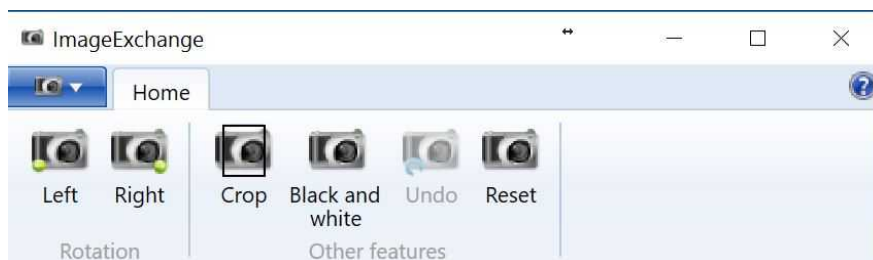 ImageExchange
Home
Left Right Crop Black and white Undo Reset
Rotation Other features